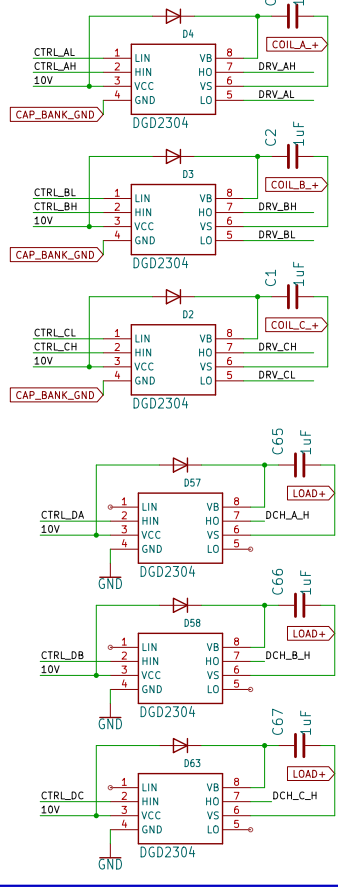 C
1uF
D4
COIL_A_+
CTRL_AL 1 LIN VB 8
CTRL_AH 2 HIN HO 7 DRV_AH
10V 3 VCC VS 6
4 GND LO 5 DRV_AL
CAP_BANK_GND
DGD2304
C2
1uF
D3
COIL_B_+
CTRL_BL 1 LIN VB 8
CTRL_BH 2 HIN HO 7 DRV_BH
10V 3 VCC VS 6
4 GND LO 5 DRV_BL
CAP_BANK_GND
DGD2304
C1
1uF
D2
COIL_C_+
CTRL_CL 1 LIN VB 8
CTRL_CH 2 HIN HO 7 DRV_CH
10V 3 VCC VS 6
4 GND LO 5 DRV_CL
CAP_BANK_GND
DGD2304
C65
1uF
D57
LOAD+
1 LIN VB 8
CTRL_DA 2 HIN HO 7 DCH_A_H
10V 3 VCC VS 6
4 GND LO 5
GND
DGD2304
C66
1uF
D58
LOAD+
1 LIN VB 8
CTRL_DB 2 HIN HO 7 DCH_B_H
10V 3 VCC VS 6
4 GND LO 5
GND
DGD2304
C67
1uF
D63
LOAD+
1 LIN VB 8
CTRL_DC 2 HIN HO 7 DCH_C_H
10V 3 VCC VS 6
4 GND LO 5
GND
DGD2304